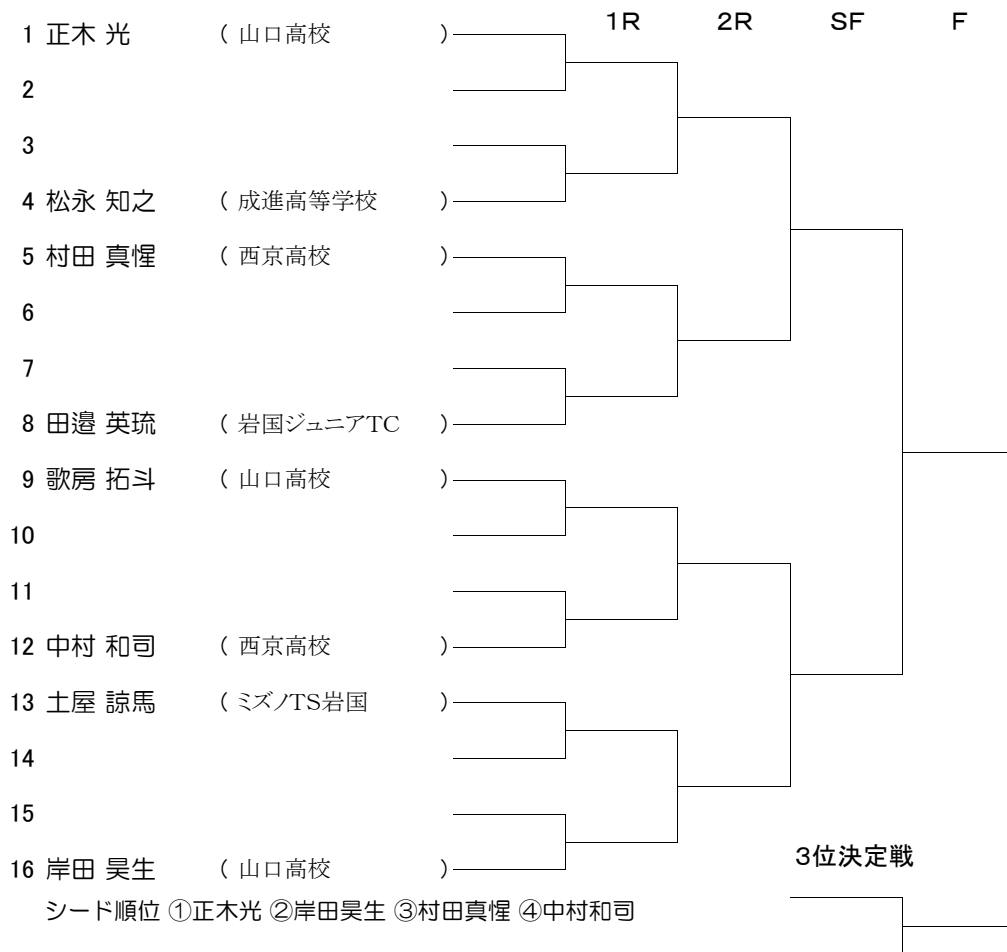 1R 2R SF F
1 正木 光 ( 山口高校 )
2
3
4 松永 知之 ( 成進高等学校 )
5 村田 真惺 ( 西京高校 )
6
7
8 田邉 英琉 ( 岩国ジュニアTC )
9 歌房 拓斗 ( 山口高校 )
10
11
12 中村 和司 ( 西京高校 )
13 土屋 諒馬 ( ミズノTS岩国 )
14
15
16 岸田 昊生 ( 山口高校 )
3位決定戦
シード順位 ①正木光 ②岸田昊生 ③村田真惺 ④中村和司